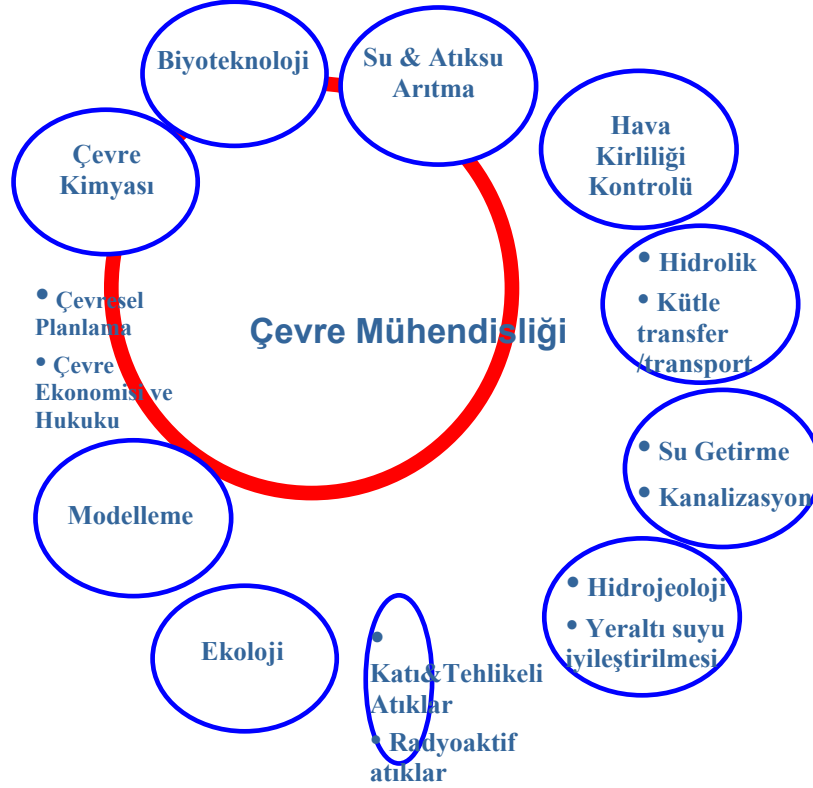 Biyoteknoloji
Su & Atıksu
Arıtma
Hava
Kirliliği
Kontrolü
Çevre
Kimyası
• Hidrolik
• Kütle
transfer
/transport
• Çevresel
Planlama
• Çevre
Ekonomisi ve
Hukuku
Çevre Mühendisliği
• Su Getirme
• Kanalizasyon
Modelleme
• Hidrojeoloji
• Yeraltı suyu
iyileştirilmesi
Ekoloji
•
Katı&Tehlikeli
Atıklar
• Radyoaktif
atıklar